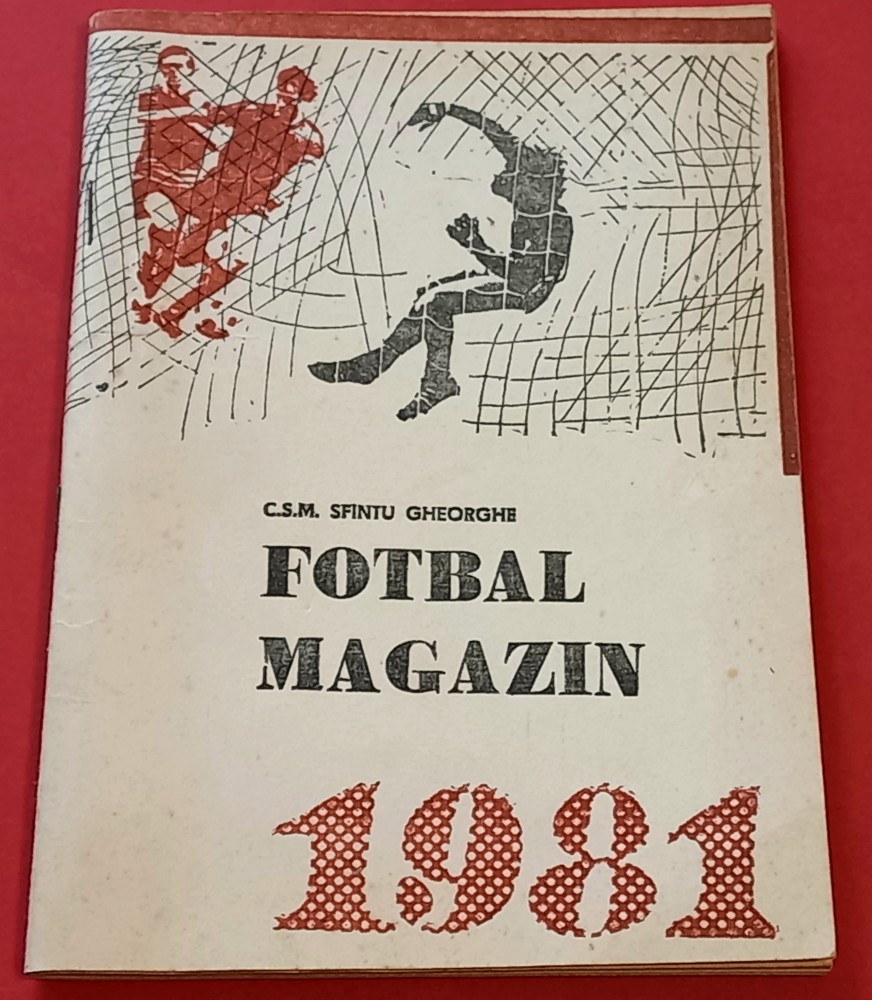 C.S.M. SFINTU GHEORGHE
FOTBAL
MAGAZIN
1981